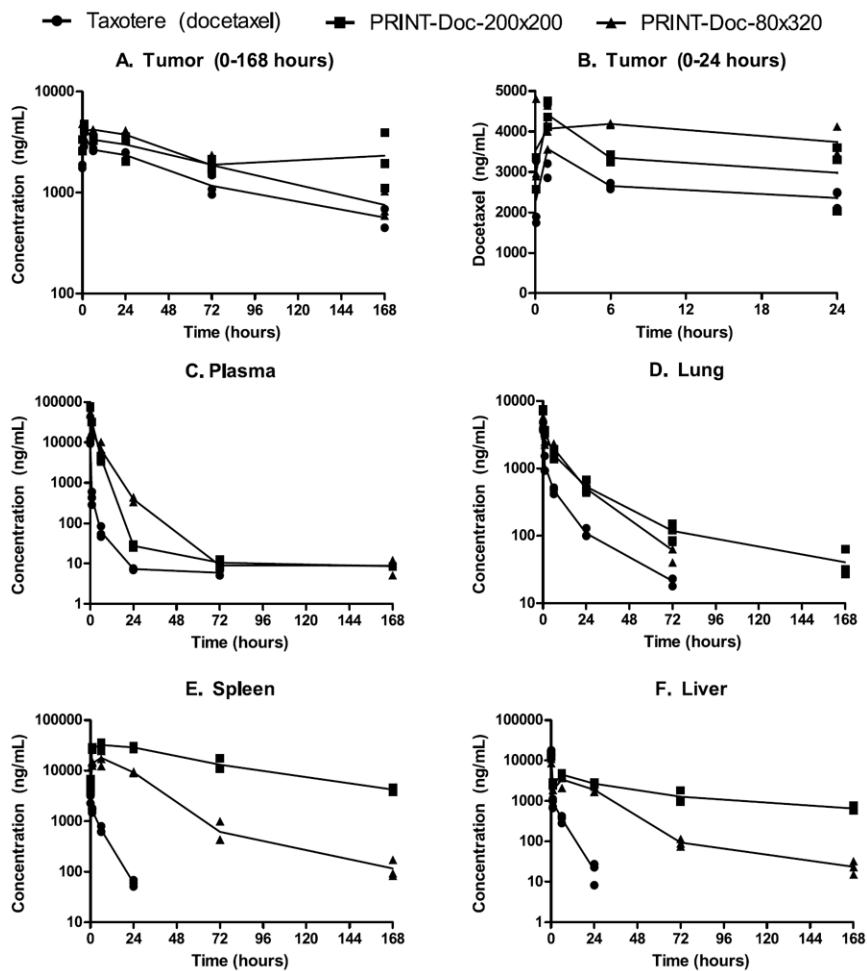 Taxotere (docetaxel) PRINT-Doc-200x200 PRINT-Doc-80x320
A. Tumor (0-168 hours)
Concentration (ng/mL)
10000
1000
100
0 24 48 72 96 120 144 168
Time (hours)
B. Tumor (0-24 hours)
Docetaxel (ng/mL)
5000
4000
3000
2000
1000
0
0 6 12 18 24
Time (hours)
C. Plasma
Concentration (ng/mL)
100000
10000
1000
100
10
1
0 24 48 72 96 120 144 168
Time (hours)
D. Lung
Concentration (ng/mL)
10000
1000
100
10
0 24 48 72 96 120 144 168
Time (hours)
E. Spleen
Concentration (ng/mL)
100000
10000
1000
100
10
0 24 48 72 96 120 144 168
Time (hours)
F. Liver
Concentration (ng/mL)
100000
10000
1000
100
10
1
0 24 48 72 96 120 144 168
Time (hours)